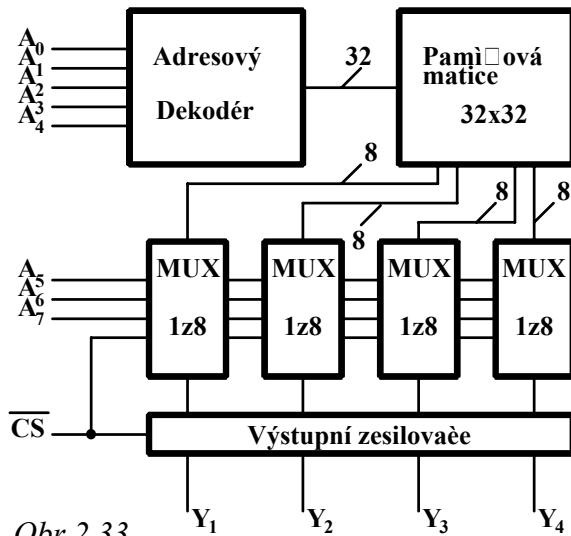 A₀
A₁
A₂
A₃
A₄
Adresový
Dekodér
32
Pamì□ová
matice
32x32
8
8
8
8
A₅
A₆
A₇
MUX
1z8
MUX
1z8
MUX
1z8
MUX
1z8
CS
Výstupní zesilovaèe
Y₁
Y₂
Y₃
Y₄
Obr 2.33